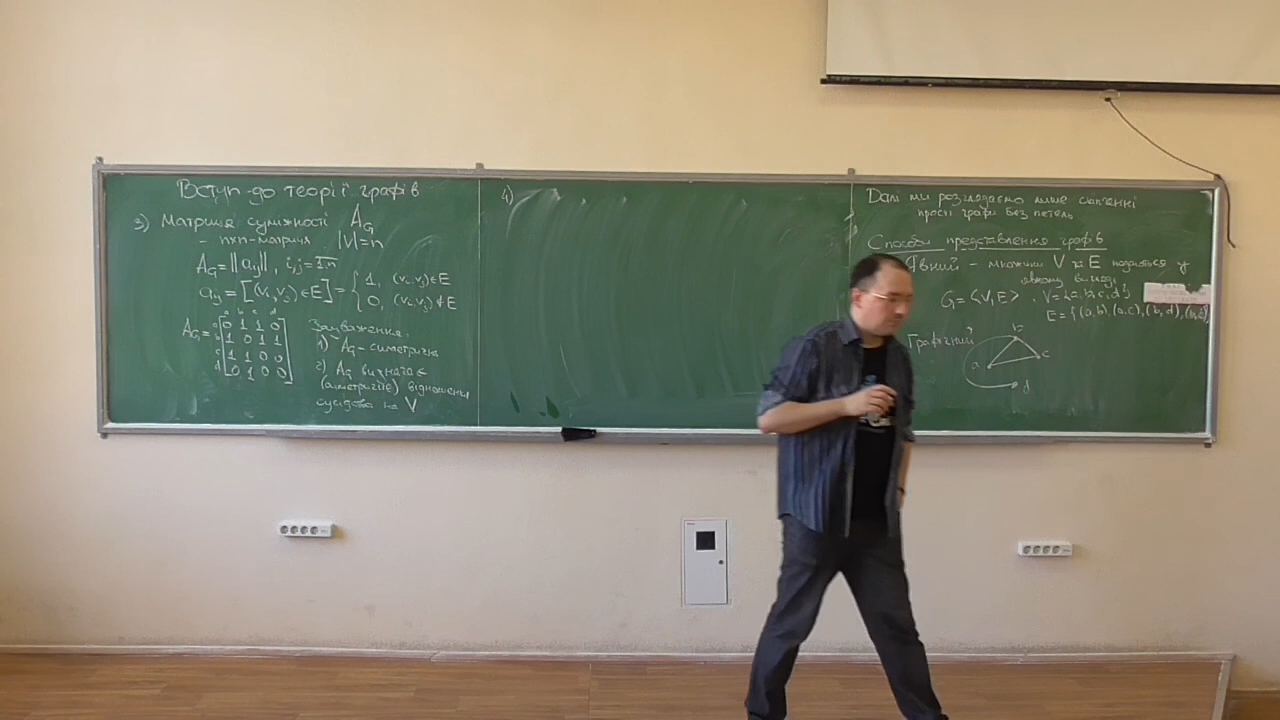 Вступ до теорії графів
3) Матриця суміжності A_G
- n×n-матриця |V|=n
A_G = ||a_ij||, i,j = 1..n
a_ij = [(v_i, v_j) ∈ E] = { 1, (v_i, v_j) ∈ E
0, (v_i, v_j) ∉ E
a b c d
A_G =
a 0 1 1 0
b 1 0 1 1
c 1 1 0 0
d 0 1 0 0
Зауваження.
1) A_G - симетрична
2) A_G визначає
(симетричне) відношення
сусідства на V
4)
Далі ми розглядаємо лише скінченні
прості графи без петель
Способи представлення графів
Явний - множини V та E подаються у
явному вигляді
G = <V, E>, V = {a, b, c, d}
E = {(a, b), (a, c), (b, d), (b, c)
Графічний
a b c d